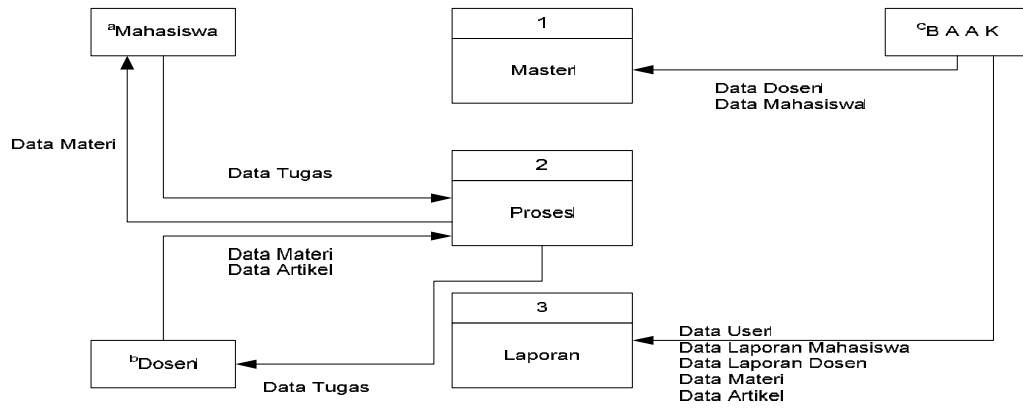 aMahasiswa
1
Master
cB A A K
Data Dosen
Data Mahasiswa
Data Materi
Data Tugas
2
Proses
Data Materi
Data Artikel
3
Laporan
bDosen
Data Tugas
Data User
Data Laporan Mahasiswa
Data Laporan Dosen
Data Materi
Data Artikel